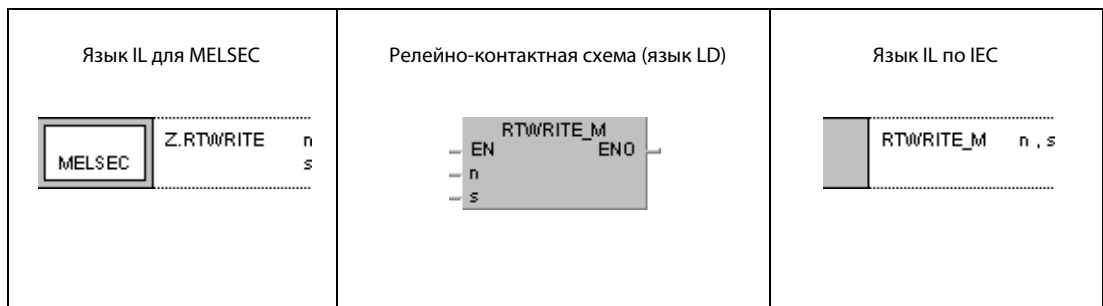 Язык IL для MELSEC
MELSEC
Z.RTWRITE n
s
Релейно-контактная схема (язык LD)
RTWRITE_M
EN ENO
n
s
Язык IL по IEC
RTWRITE_M n , s